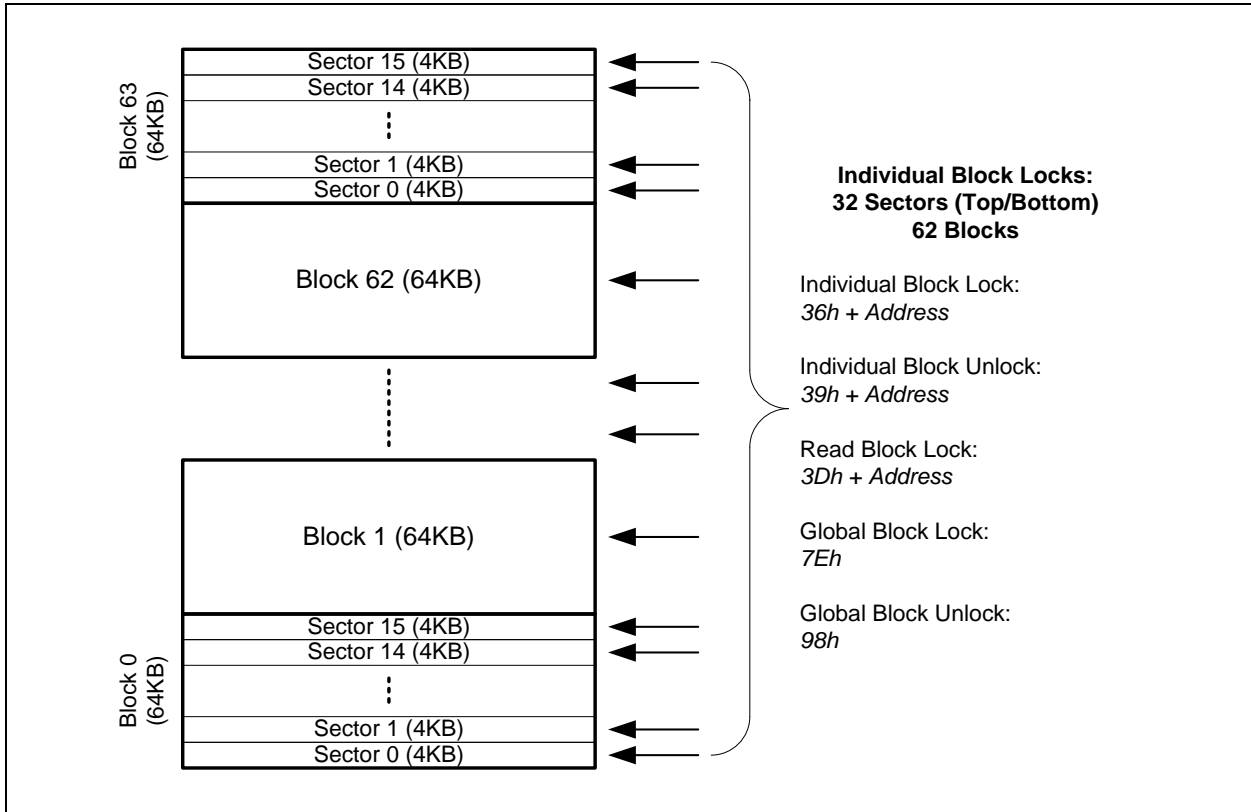 Block 63
(64KB)
Sector 15 (4KB)
Sector 14 (4KB)
Sector 1 (4KB)
Sector 0 (4KB)
Block 62 (64KB)
Block 1 (64KB)
Block 0
(64KB)
Sector 15 (4KB)
Sector 14 (4KB)
Sector 1 (4KB)
Sector 0 (4KB)
Individual Block Locks:
32 Sectors (Top/Bottom)
62 Blocks
Individual Block Lock:
36h + Address
Individual Block Unlock:
39h + Address
Read Block Lock:
3Dh + Address
Global Block Lock:
7Eh
Global Block Unlock:
98h